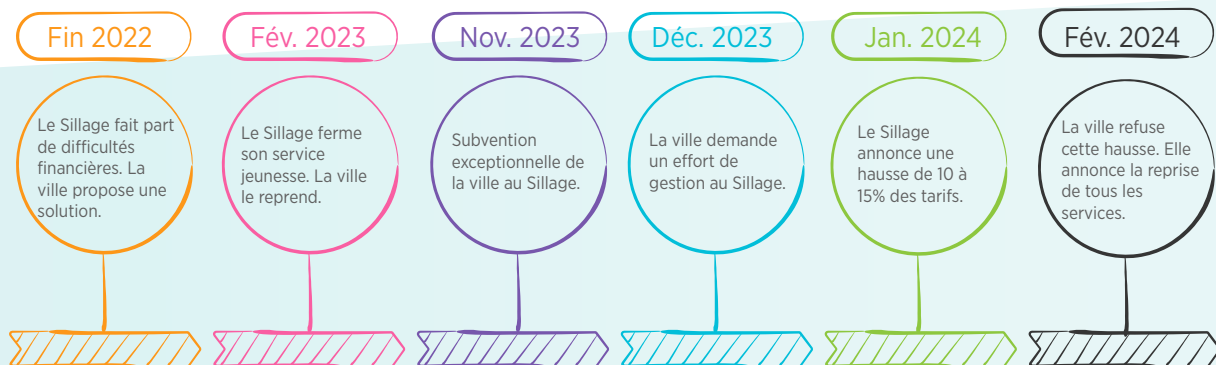 Fin 2022
Le Sillage fait part
de difficultés
financières. La
ville propose une
solution.
Fév. 2023
Le Sillage ferme
son service
jeunesse. La ville
le reprend.
Nov. 2023
Subvention
exceptionnelle de
la ville au Sillage.
Déc. 2023
La ville demande
un effort de
gestion au Sillage.
Jan. 2024
Le Sillage
annonce une
hausse de 10 à
15% des tarifs.
Fév. 2024
La ville refuse
cette hausse. Elle
annonce la reprise
de tous les
services.